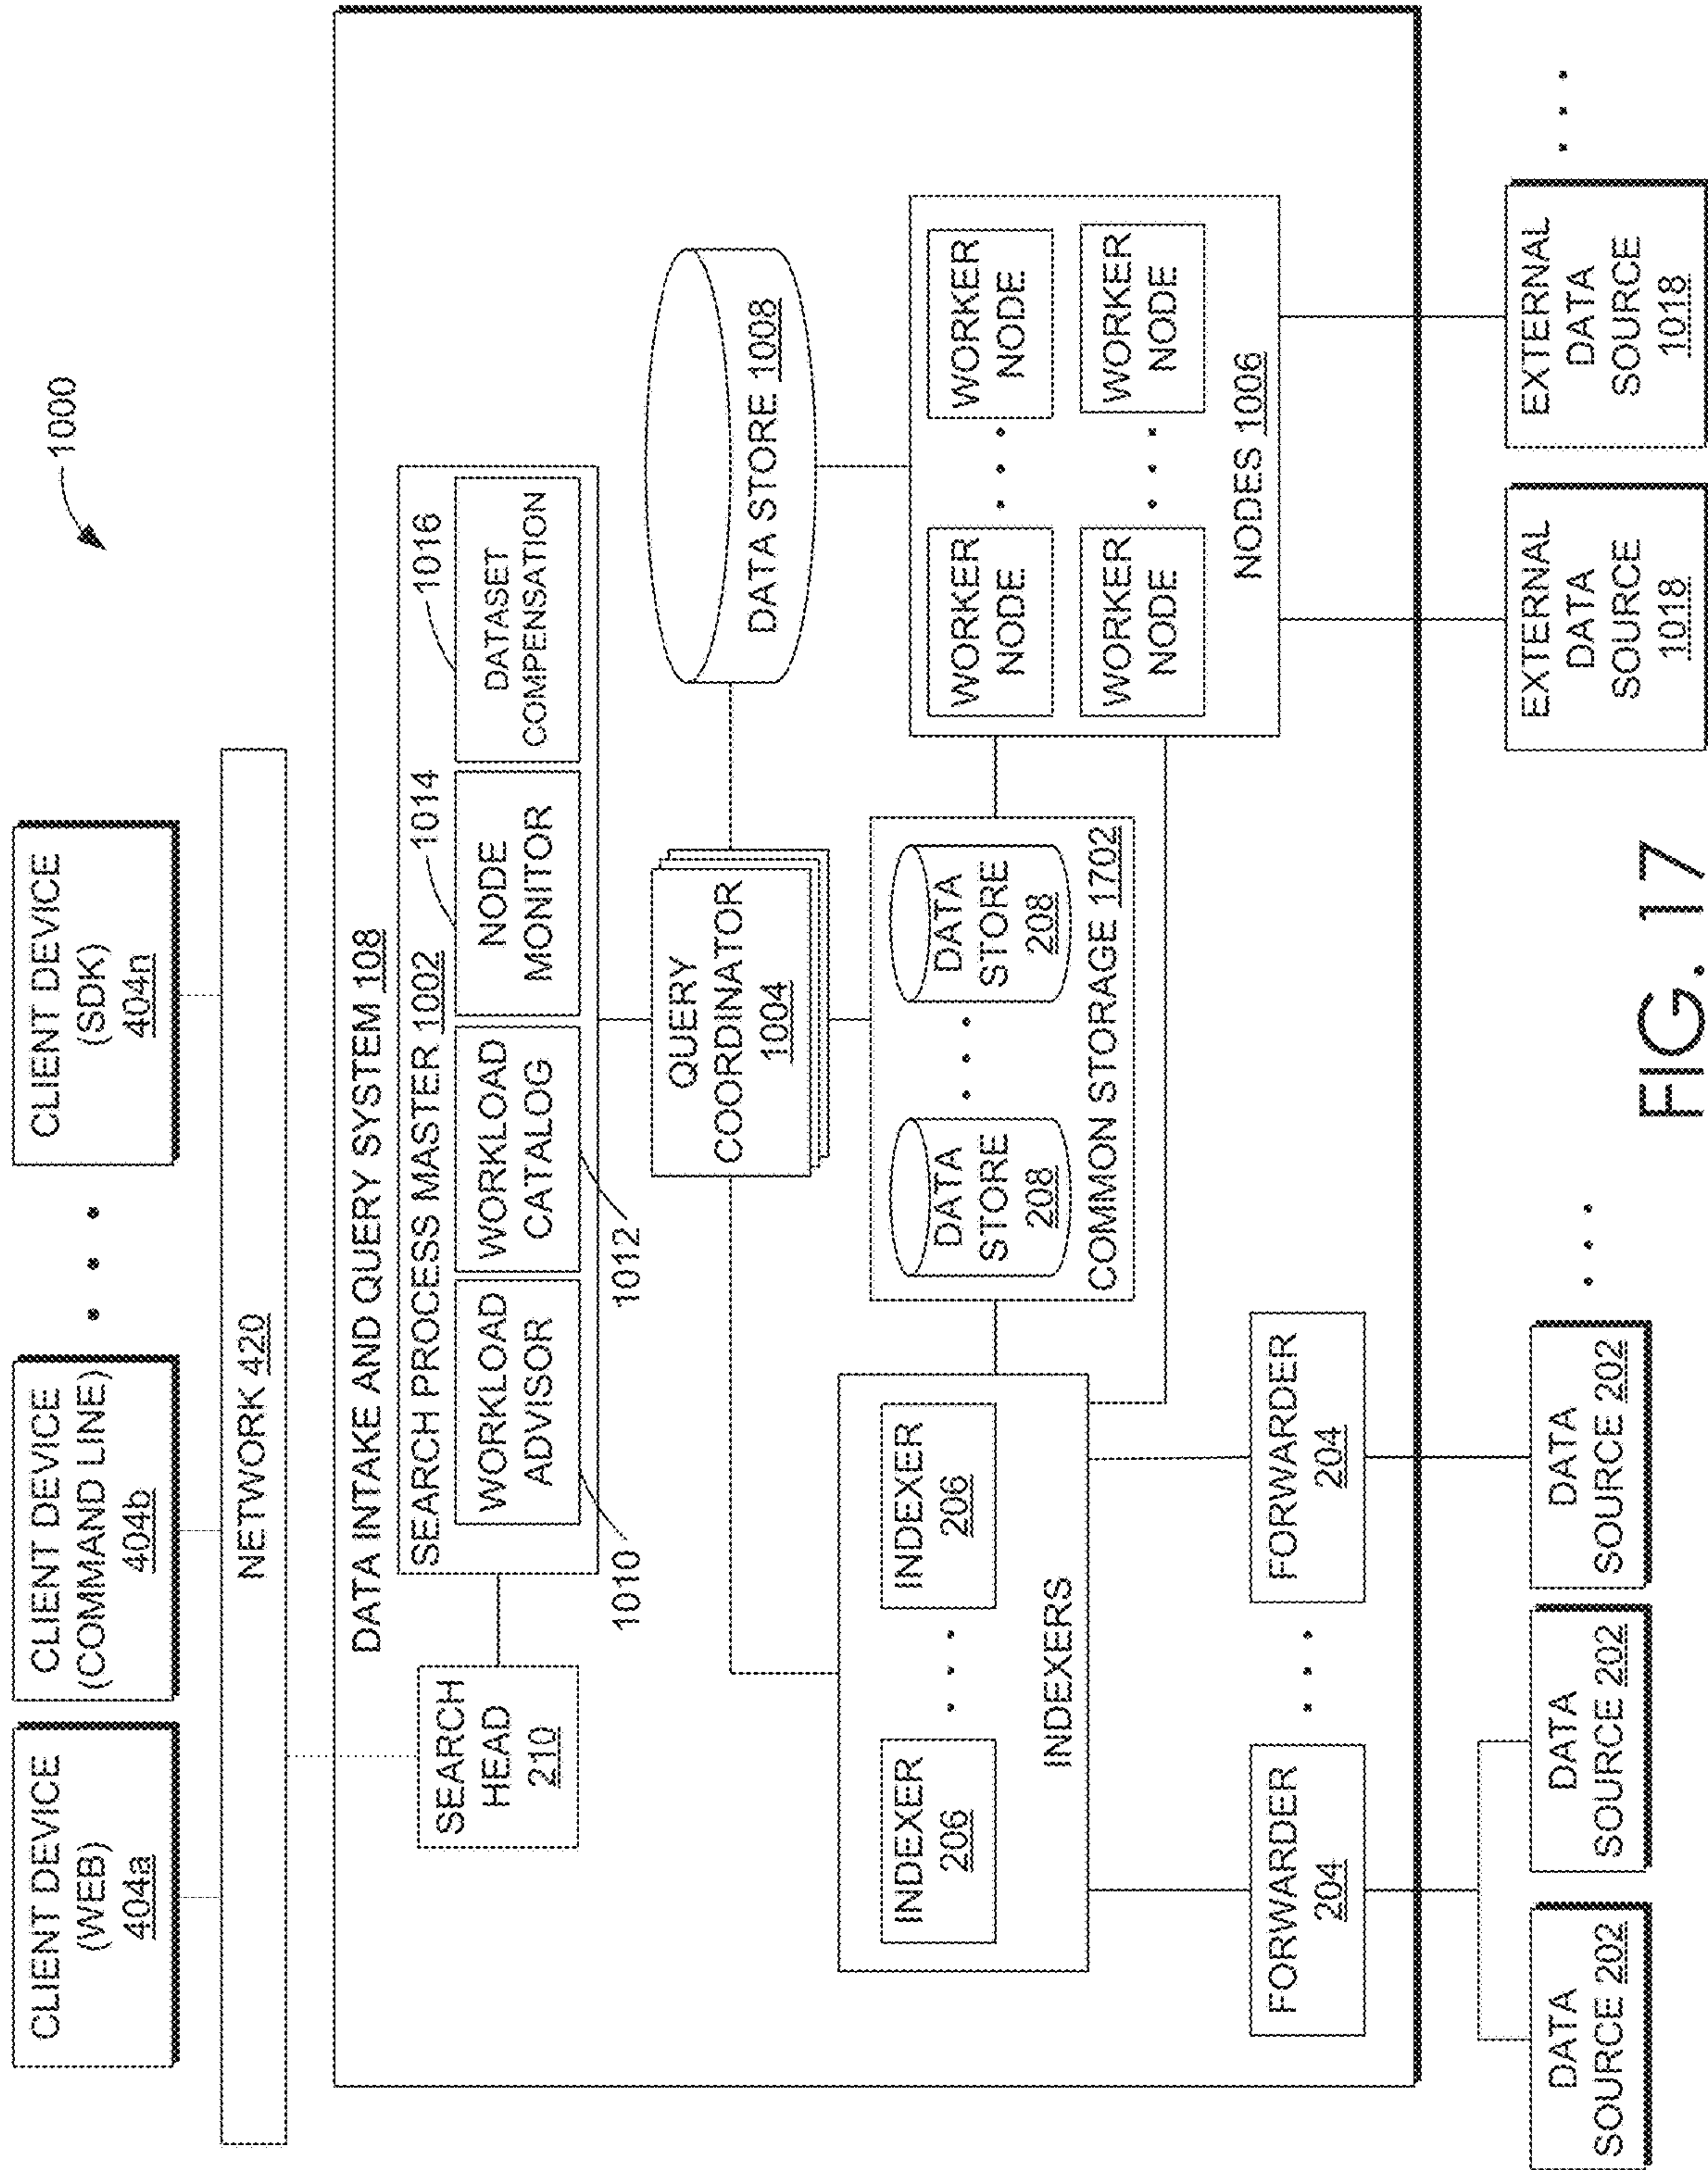 1000
CLIENT DEVICE
(WEB)
404a
CLIENT DEVICE
(COMMAND LINE)
404b
CLIENT DEVICE
(SDK)
404n
NETWORK 420
DATA INTAKE AND QUERY SYSTEM 108
SEARCH
HEAD
210
SEARCH PROCESS MASTER 1002
WORKLOAD
ADVISOR
WORKLOAD
CATALOG
NODE
MONITOR
DATASET
COMPENSATION
1010
1012
1014
1016
QUERY
COORDINATOR
1004
DATA STORE 1008
INDEXER
206
INDEXER
206
INDEXERS
DATA
STORE
208
DATA
STORE
208
COMMON STORAGE 1702
WORKER
NODE
WORKER
NODE
WORKER
NODE
WORKER
NODE
NODES 1006
FORWARDER
204
FORWARDER
204
DATA
SOURCE 202
DATA
SOURCE 202
DATA
SOURCE 202
EXTERNAL
DATA
SOURCE
1018
EXTERNAL
DATA
SOURCE
1018
FIG. 17